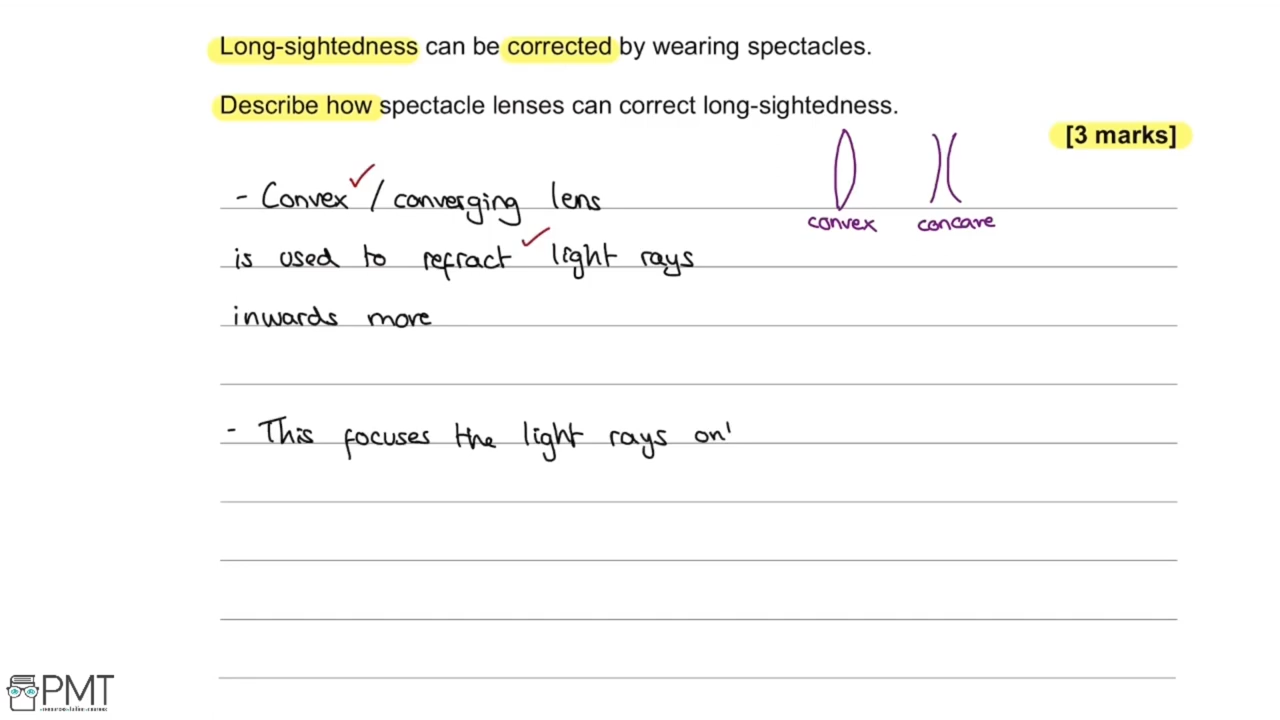 Long-sightedness can be corrected by wearing spectacles.
Describe how spectacle lenses can correct long-sightedness.
[3 marks]
- Convex / converging lens
convex concave
is used to refract light rays
inwards more
- This focuses the light rays on
PMT